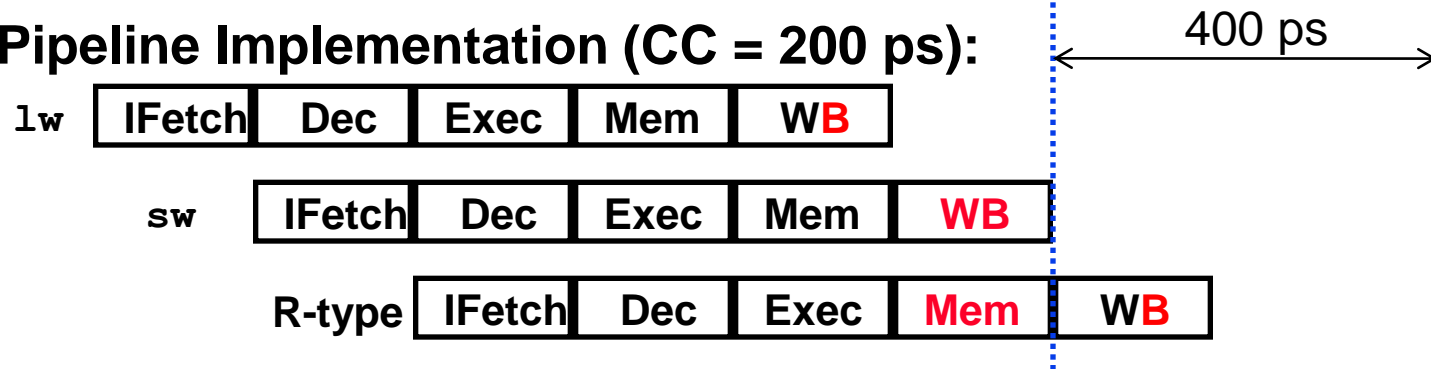 Pipeline Implementation (CC = 200 ps):
400 ps
lw IFetch Dec Exec Mem WB
sw IFetch Dec Exec Mem WB
R-type IFetch Dec Exec Mem WB